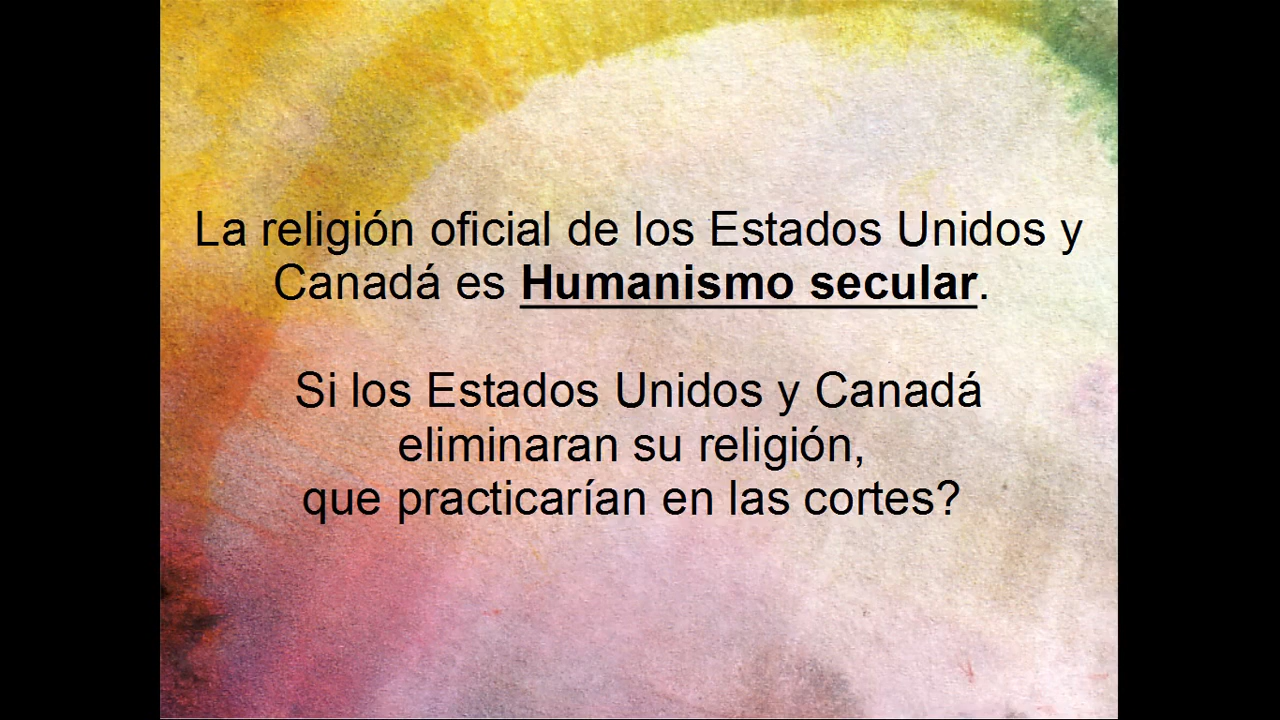 La religión oficial de los Estados Unidos y
Canadá es Humanismo secular.
Si los Estados Unidos y Canadá
eliminaran su religión,
que practicarían en las cortes?